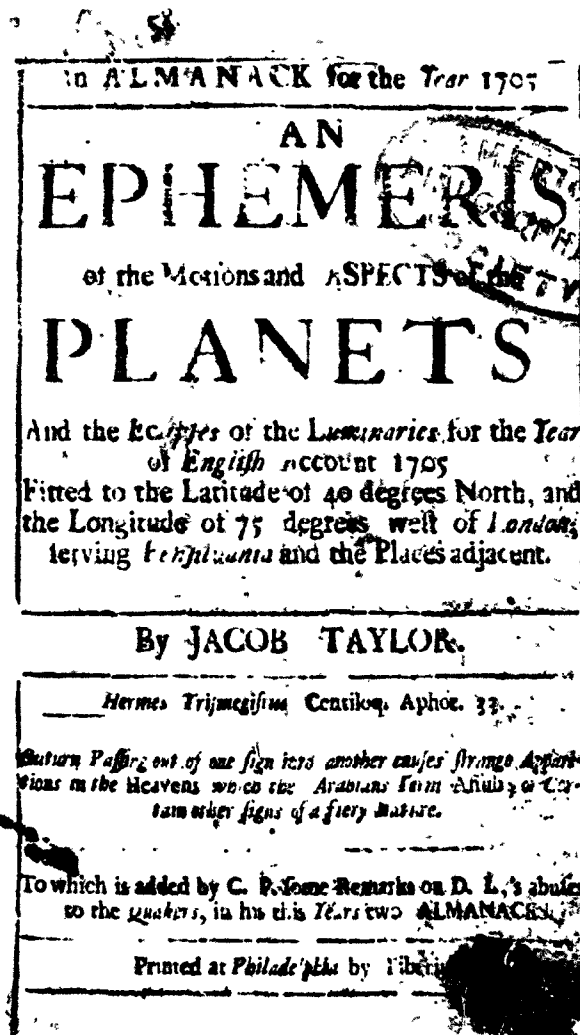 54
in ALMANACK for the Year 1705
AN
EPHEMERIS
of the Motions and ASPECTS of the
PLANETS
And the Eclipses of the Luminaries for the Year
of English Account 1705
Fitted to the Latitude of 40 degrees North, and
the Longitude of 75 degrees west of London,
serving Pensilvania and the Places adjacent.
By JACOB TAYLOR.
Hermes Trismegistus Centiloq. Aphor. 33.
Saturn Passing out of one sign into another causes strange Appari-
tions in the Heavens which the Arabians Term or Cer-
tain other signs of a fiery Nature.
To which is added by C. P. some Remarks on D. L,'s abuses
to the Quakers, in his this Years two ALMANACKS.
Printed at Philadelphia by Tiberi